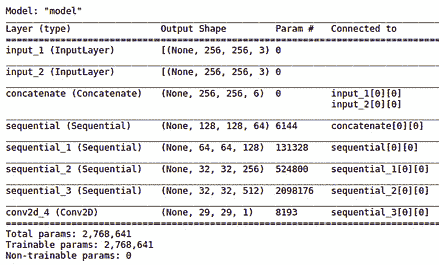 Model: "model"
Layer (type) Output Shape Param # Connected to
input_1 (InputLayer) [(None, 256, 256, 3) 0
input_2 (InputLayer) [(None, 256, 256, 3) 0
concatenate (Concatenate) (None, 256, 256, 6) 0 input_1[0][0]
input_2[0][0]
sequential (Sequential) (None, 128, 128, 64) 6144 concatenate[0][0]
sequential_1 (Sequential) (None, 64, 64, 128) 131328 sequential[0][0]
sequential_2 (Sequential) (None, 32, 32, 256) 524800 sequential_1[0][0]
sequential_3 (Sequential) (None, 32, 32, 512) 2098176 sequential_2[0][0]
conv2d_4 (Conv2D) (None, 29, 29, 1) 8193 sequential_3[0][0]
Total params: 2,768,641
Trainable params: 2,768,641
Non-trainable params: 0